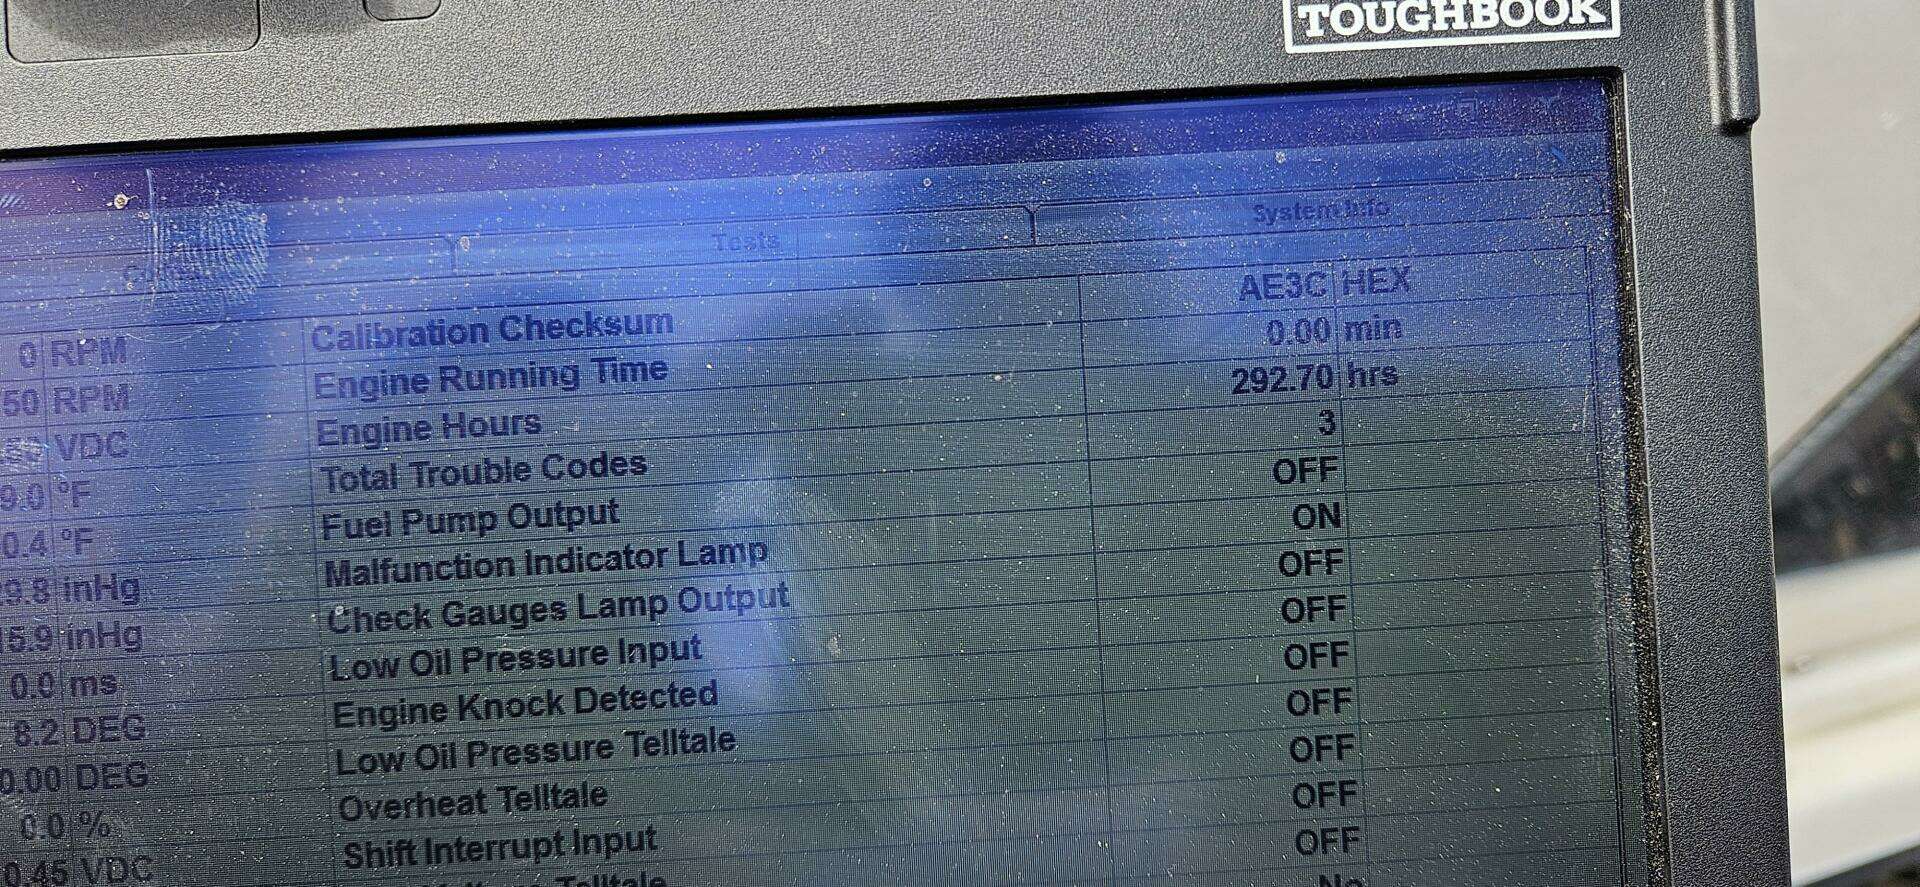 TOUGHBOOK
System Info
Tests
Calibration Checksum AE3C HEX
0 RPM Engine Running Time 0.00 min
50 RPM Engine Hours 292.70 hrs
VDC Total Trouble Codes 3
9.0 °F Fuel Pump Output OFF
0.4 °F Malfunction Indicator Lamp ON
29.8 inHg Check Gauges Lamp Output OFF
15.9 inHg Low Oil Pressure Input OFF
0.0 ms Engine Knock Detected OFF
8.2 DEG Low Oil Pressure Telltale OFF
0.00 DEG Overheat Telltale OFF
0.0 % Shift Interrupt Input OFF
0.45 VDC Telltale OFF
No